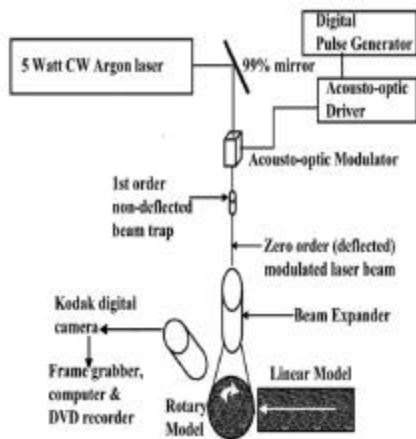 Digital
Pulse Generator
5 Watt CW Argon laser
99% mirror
Acousto-optic
Driver
Acousto-optic Modulator
1st order
non-deflected
beam trap
Zero order (deflected)
modulated laser beam
Kodak digital
camera
Beam Expander
Frame grabber,
computer &
DVD recorder
Linear Model
Rotary
Model